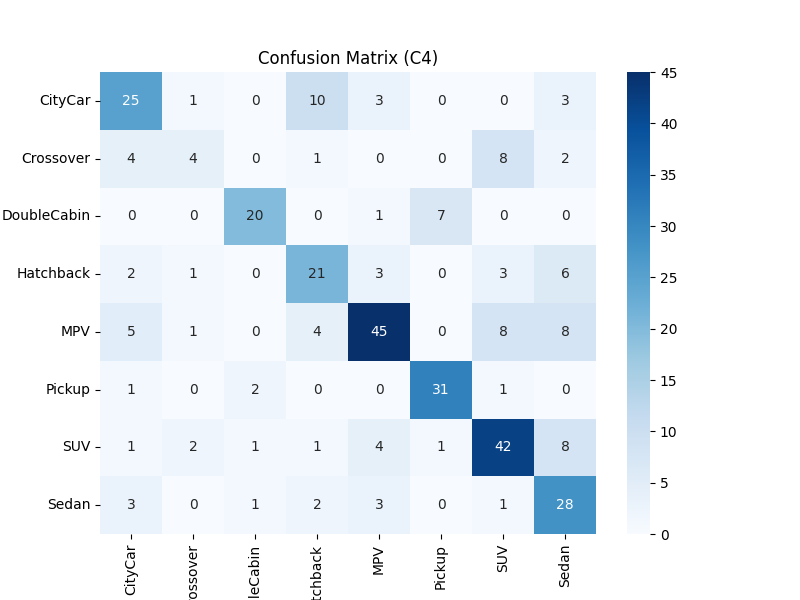 Confusion Matrix (C4)
CityCar 25 1 0 10 3 0 0 3
Crossover 4 4 0 1 0 0 8 2
DoubleCabin 0 0 20 0 1 7 0 0
Hatchback 2 1 0 21 3 0 3 6
MPV 5 1 0 4 45 0 8 8
Pickup 1 0 2 0 0 31 1 0
SUV 1 2 1 1 4 1 42 8
Sedan 3 0 1 2 3 0 1 28
CityCar
ossover
leCabin
tchback
MPV
Pickup
SUV
Sedan
45
40
35
30
25
20
15
10
5
0